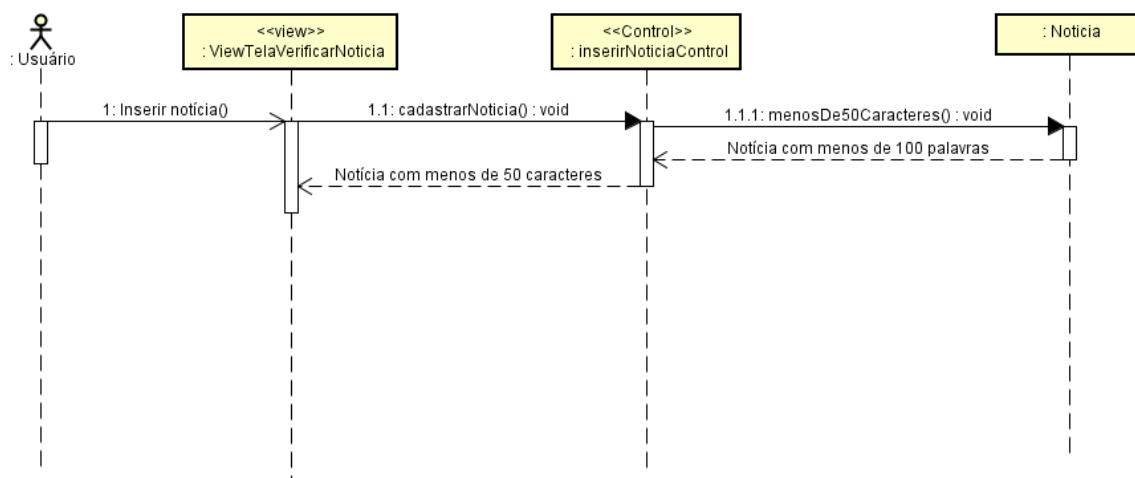 : Usuário
<<view>>
: ViewTelaVerificarNoticia
<<Control>>
: inserirNoticiaControl
: Noticia
1: Inserir notícia()
1.1: cadastrarNoticia() : void
1.1.1: menosDe50Caracteres() : void
Notícia com menos de 100 palavras
Notícia com menos de 50 caracteres